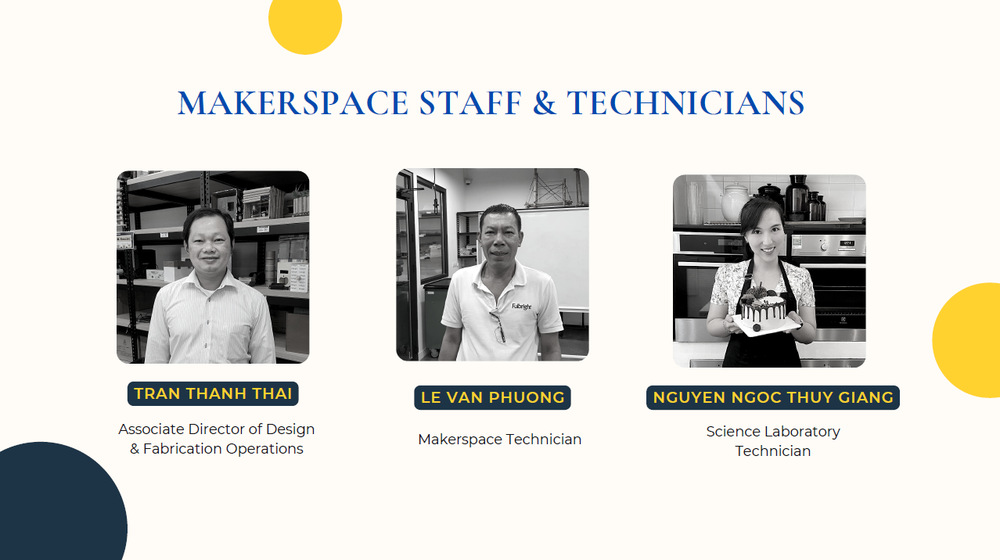 MAKERSPACE STAFF & TECHNICIANS
Fulbright
TRAN THANH THAI
Associate Director of Design
& Fabrication Operations
LE VAN PHUONG
Makerspace Technician
NGUYEN NGOC THUY GIANG
Science Laboratory
Technician